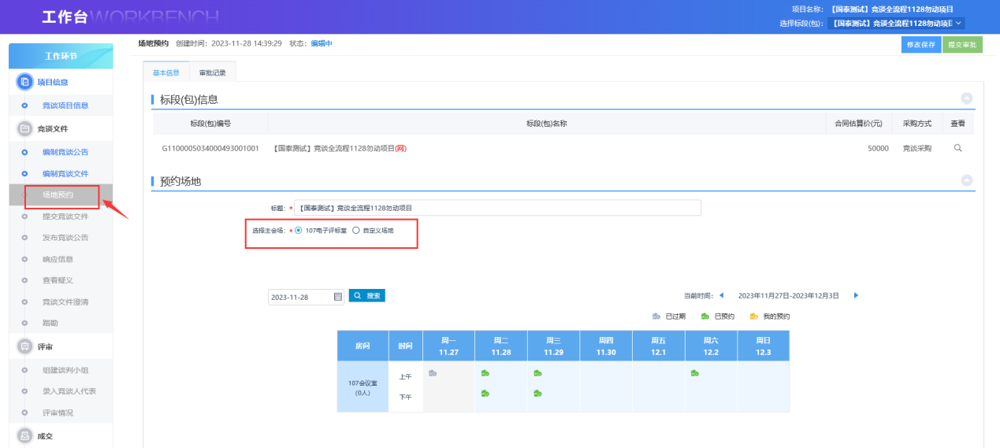 工作台WORKBENCH
项目名称: 【国泰测试】竞谈全流程1128勿动项目
选择标段(包): 【国泰测试】竞谈全流程1128勿动项目
场地预约 创建时间: 2023-11-28 14:39:29 状态: 编辑中
修改保存 提交审批
工作环节
项目信息
竞谈项目信息
竞谈文件
编制竞谈公告
编制竞谈文件
场地预约
提交竞谈文件
发布竞谈公告
响应信息
查看疑义
竞谈文件澄清
踏勘
评审
组建谈判小组
录入竞谈人代表
评审情况
成交
基本信息 审批记录
标段(包)信息
标段(包)编号 标段(包)名称 合同估算价(元) 采购方式 查看
G1100005034000493001001 【国泰测试】竞谈全流程1128勿动项目(网) 50000 竞谈采购
预约场地
标题: * 【国泰测试】竞谈全流程1128勿动项目
选择主会场: * 107电子评标室 自定义场地
2023-11-28 搜索 当前时间: 2023年11月27日-2023年12月3日
已过期 已预约 我的预约
房间 时间 周一 周二 周三 周四 周五 周六 周日
11.27 11.28 11.29 11.30 12.1 12.2 12.3
107会议室 上午
(0人) 下午